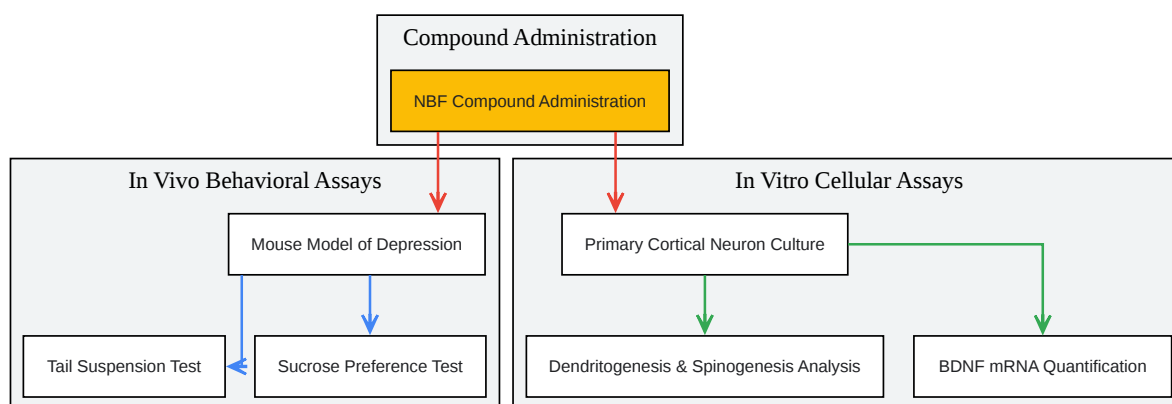 Compound Administration
NBF Compound Administration
In Vivo Behavioral Assays
In Vitro Cellular Assays
Mouse Model of Depression
Primary Cortical Neuron Culture
Tail Suspension Test
Sucrose Preference Test
Dendritogenesis & Spinogenesis Analysis
BDNF mRNA Quantification